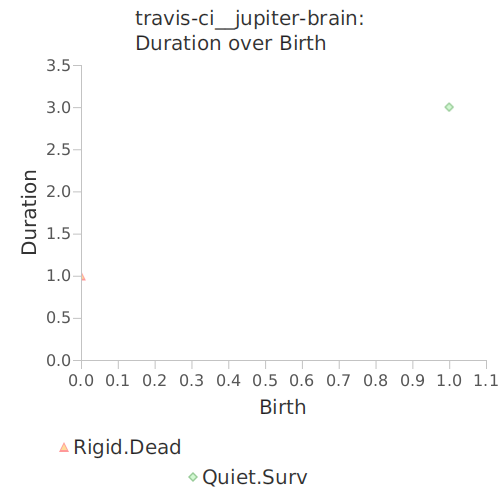 travis-ci__jupiter-brain:
Duration over Birth
3.5
3.0
2.5
2.0
1.5
1.0
0.5
0.0
Duration
0.0 0.1 0.2 0.3 0.4 0.5 0.6 0.7 0.8 0.9 1.0 1.1
Birth
Rigid.Dead
Quiet.Surv